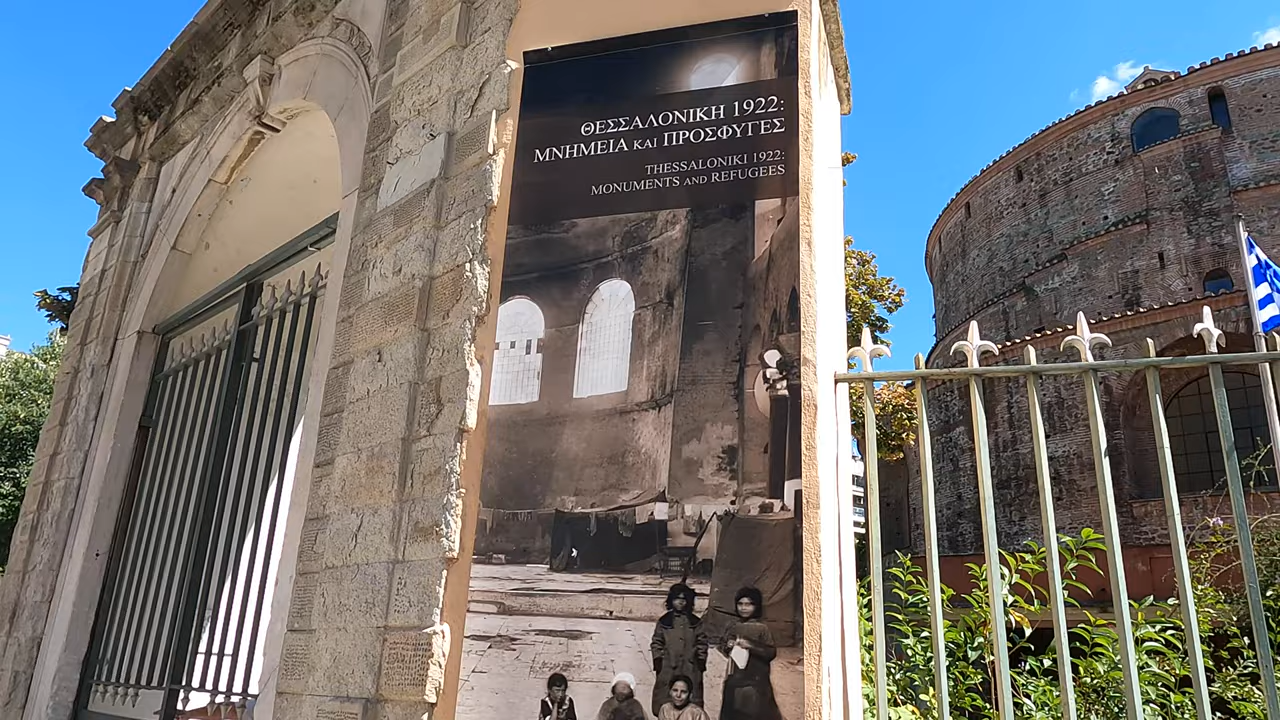 ΘΕΣΣΑΛΟΝΙΚΗ 1922:
ΜΝΗΜΕΙΑ ΚΑΙ ΠΡΟΣΦΥΓΕΣ
THESSALONIKI 1922:
MONUMENTS AND REFUGEES